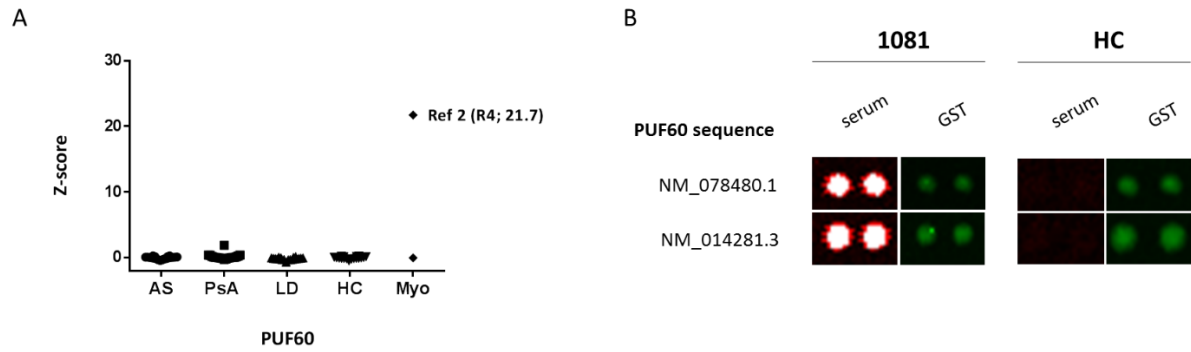 A
30
20
10
0
Z-score
Ref 2 (R4; 21.7)
AS PsA LD HC Myo
PUF60
B
1081 HC
serum GST serum GST
PUF60 sequence
NM_078480.1
NM_014281.3